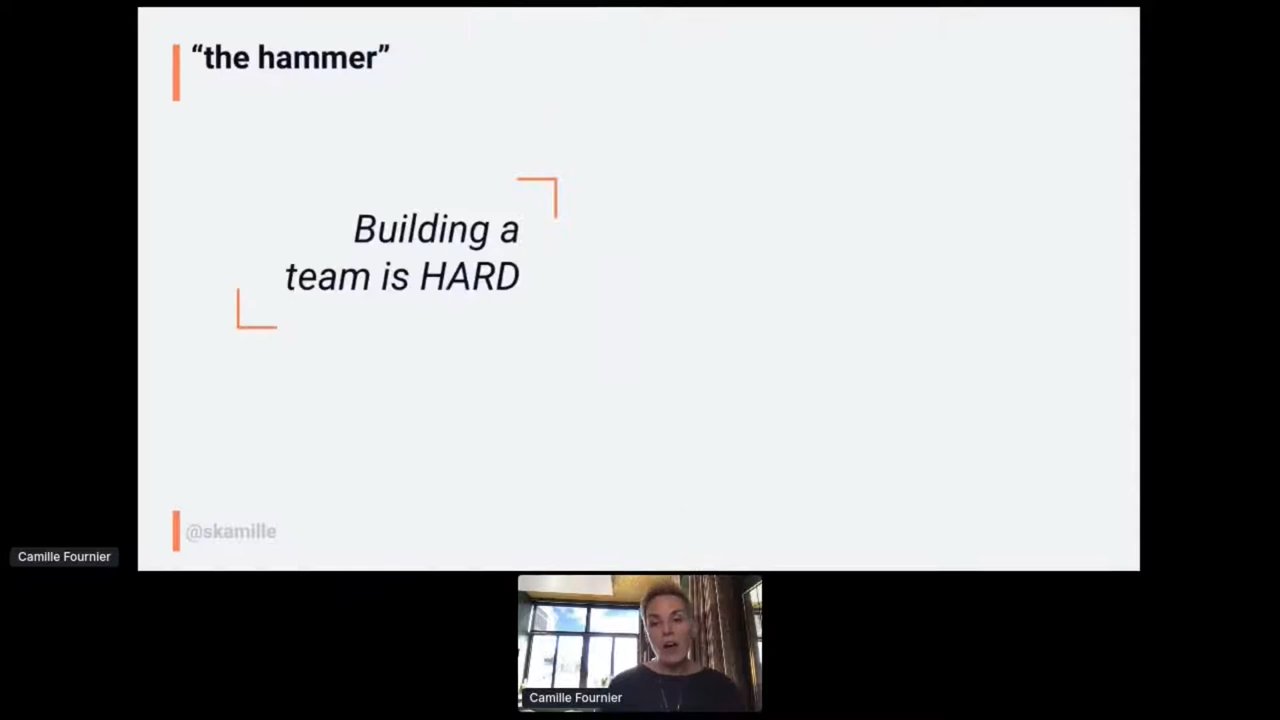 “the hammer”
Building a
team is HARD
@skamille
Camille Fournier
Camille Fournier